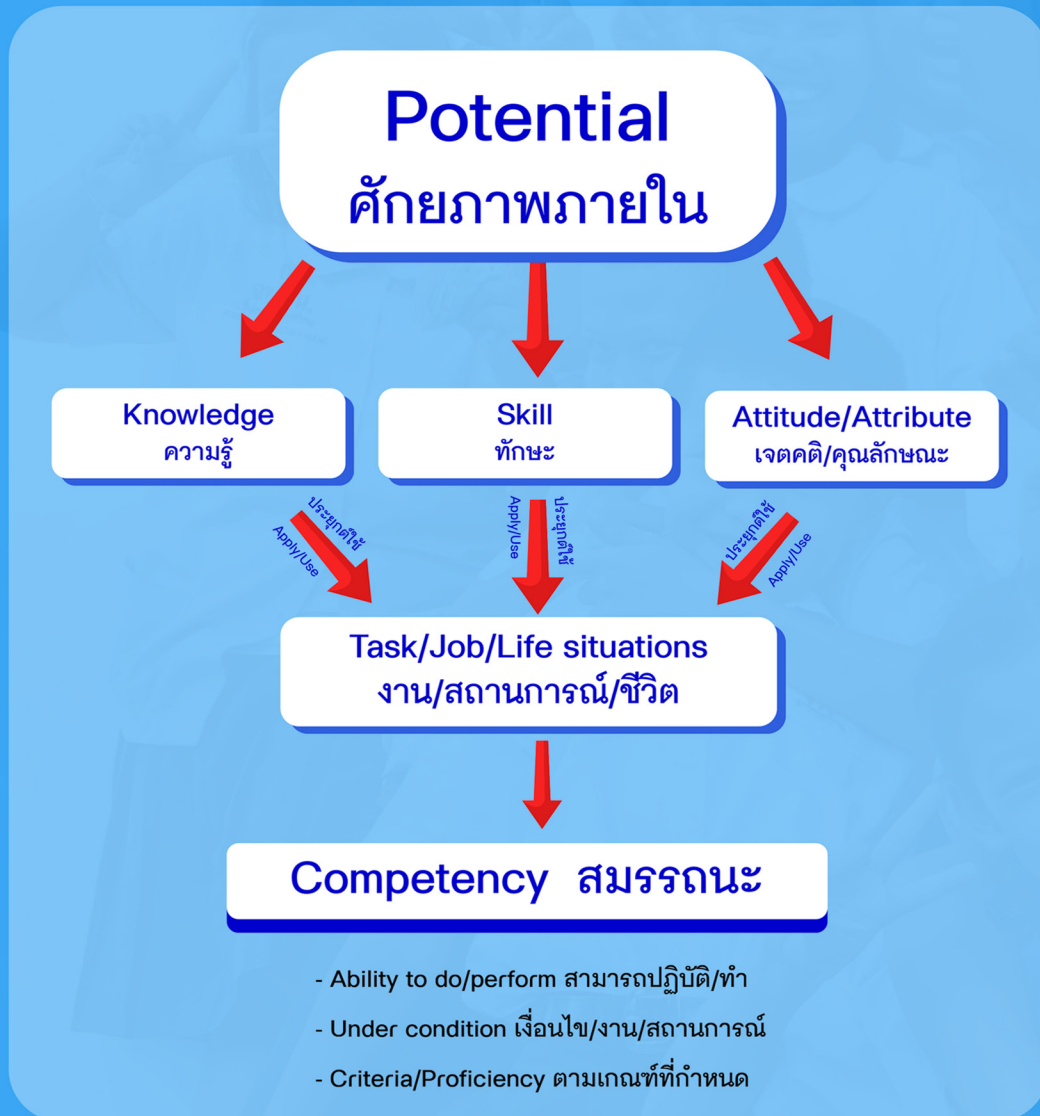 Potential
ศักยภาพภายใน
Knowledge
ความรู้
Skill
ทักษะ
Attitude/Attribute
เจตคติ/คุณลักษณะ
ประยุกต์ใช้
Apply/Use
ประยุกต์ใช้
Apply/Use
ประยุกต์ใช้
Apply/Use
Task/Job/Life situations
งาน/สถานการณ์/ชีวิต
Competency สมรรถนะ
- Ability to do/perform สามารถปฏิบัติ/ทำ
- Under condition เงื่อนไข/งาน/สถานการณ์
- Criteria/Proficiency ตามเกณฑ์ที่กำหนด